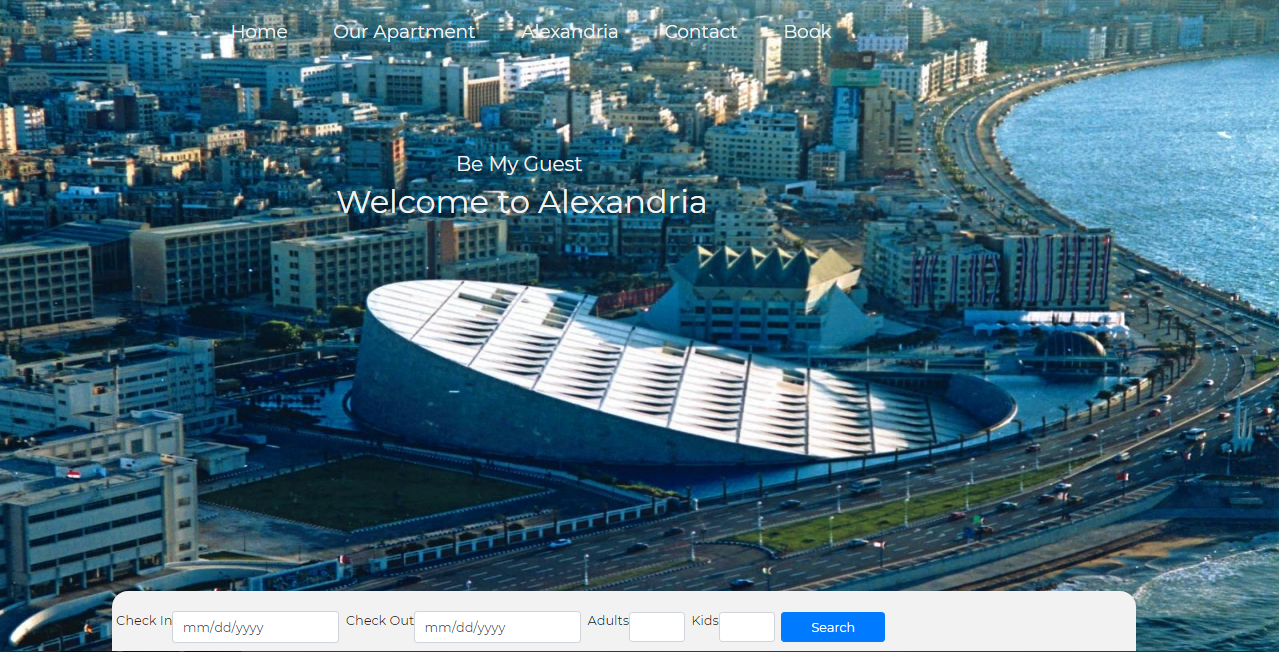 Home Our Apartment Alexandria Contact Book
Be My Guest
Welcome to Alexandria
Check In mm/dd/yyyy Check Out mm/dd/yyyy Adults Kids Search